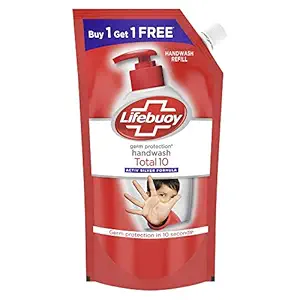 Buy 1 Get 1 FREE*
HANDWASH
REFILL
Lifebuoy
germ protection*
handwash
Total 10
ACTIV SILVER FORMULA
Germ protection in 10 seconds*